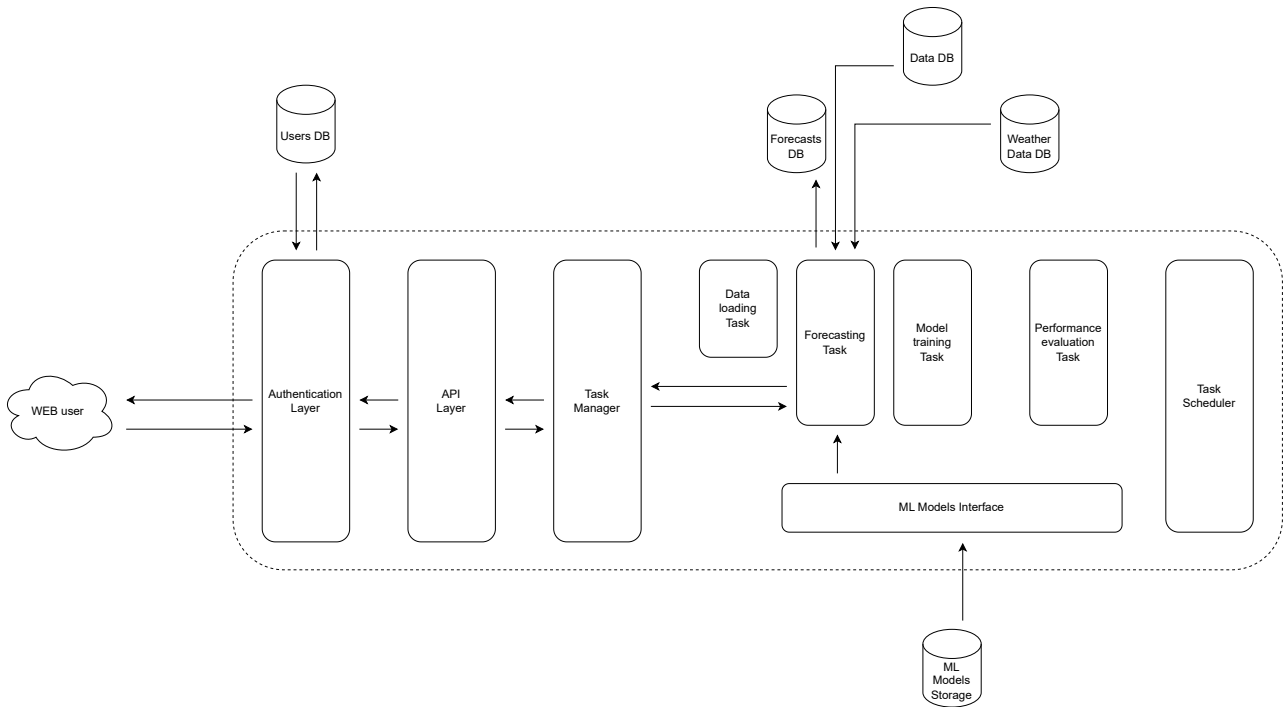 Data DB
Users DB
Forecasts
DB
Weather
Data DB
Data
loading
Task
Forecasting
Task
Model
training
Task
Performance
evaluation
Task
WEB user
Authentication
Layer
API
Layer
Task
Manager
Task
Scheduler
ML Models Interface
ML
Models
Storage